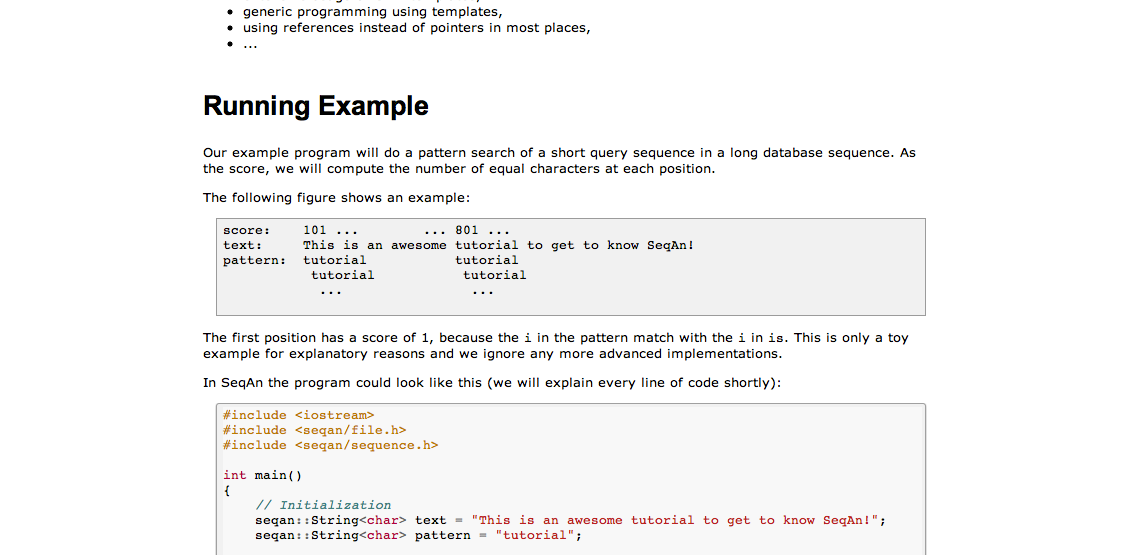 • generic programming using templates,
• using references instead of pointers in most places,
• ...
Running Example
Our example program will do a pattern search of a short query sequence in a long database sequence. As
the score, we will compute the number of equal characters at each position.
The following figure shows an example:
score:    101 ...        ... 801 ...
text:     This is an awesome tutorial to get to know SeqAn!
pattern:  tutorial           tutorial
           tutorial           tutorial
            ...                ...
The first position has a score of 1, because the i in the pattern match with the i in is. This is only a toy
example for explanatory reasons and we ignore any more advanced implementations.
In SeqAn the program could look like this (we will explain every line of code shortly):
#include <iostream>
#include <seqan/file.h>
#include <seqan/sequence.h>
int main()
{
    // Initialization
    seqan::String<char> text = "This is an awesome tutorial to get to know SeqAn!";
    seqan::String<char> pattern = "tutorial";